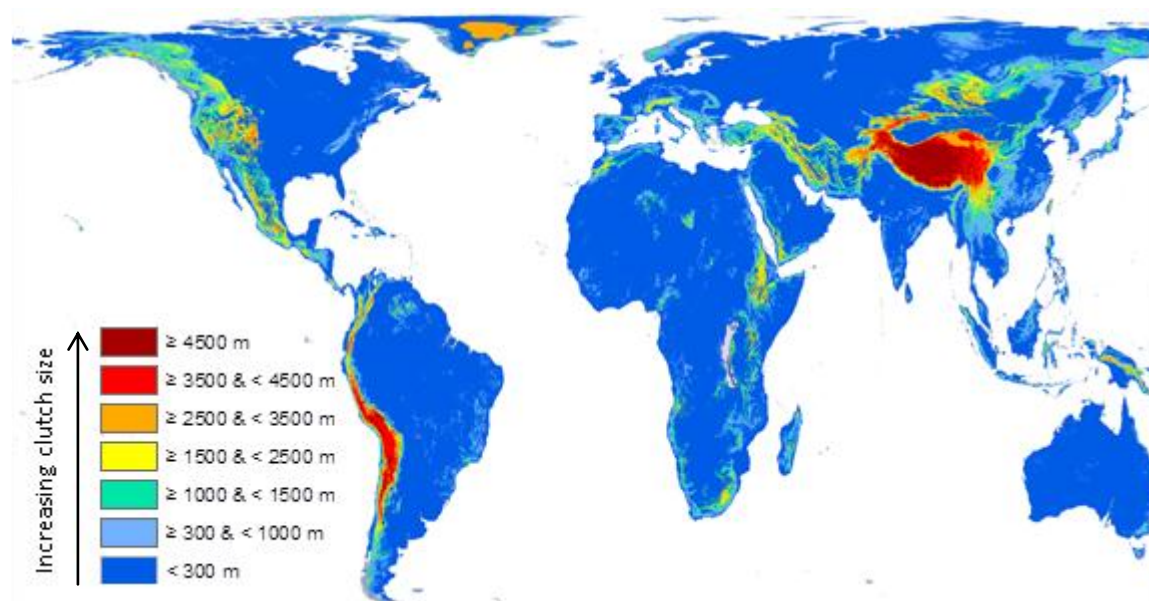 Increasing clutch size
≥ 4500 m
≥ 3500 & < 4500 m
≥ 2500 & < 3500 m
≥ 1500 & < 2500 m
≥ 1000 & < 1500 m
≥ 300 & < 1000 m
< 300 m